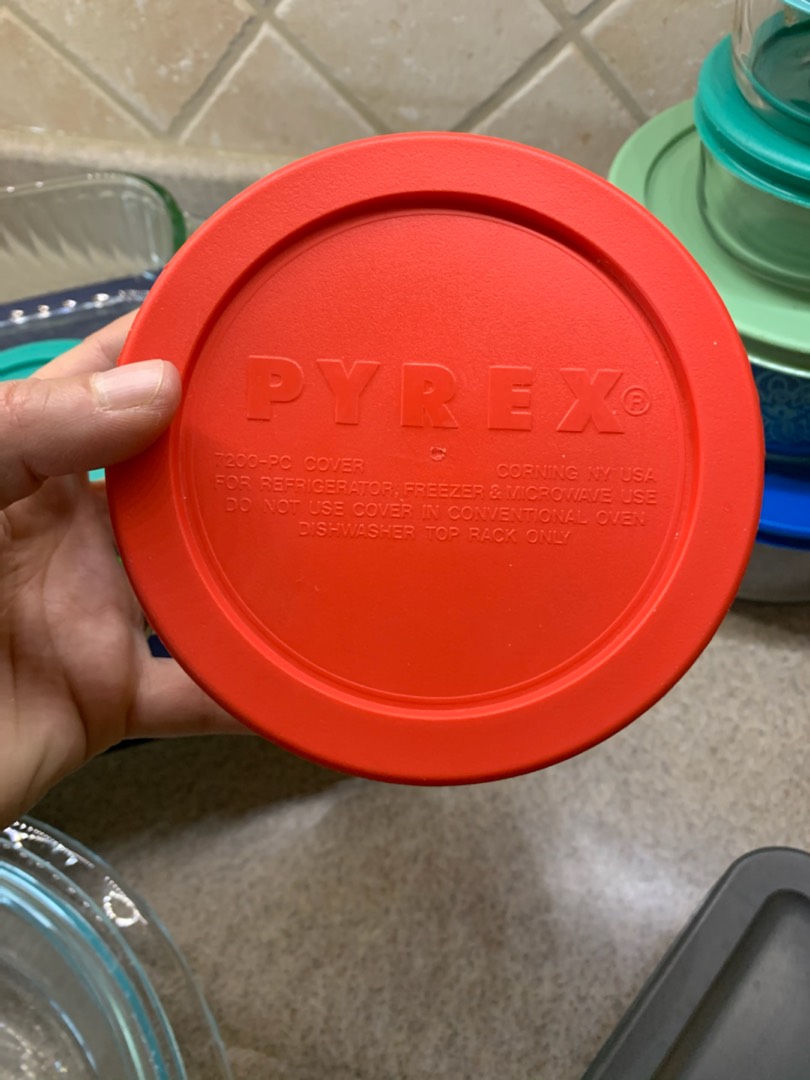 PYREX®
7200-PC COVER CORNING NY USA
FOR REFRIGERATOR, FREEZER & MICROWAVE USE
DO NOT USE COVER IN CONVENTIONAL OVEN
DISHWASHER TOP RACK ONLY